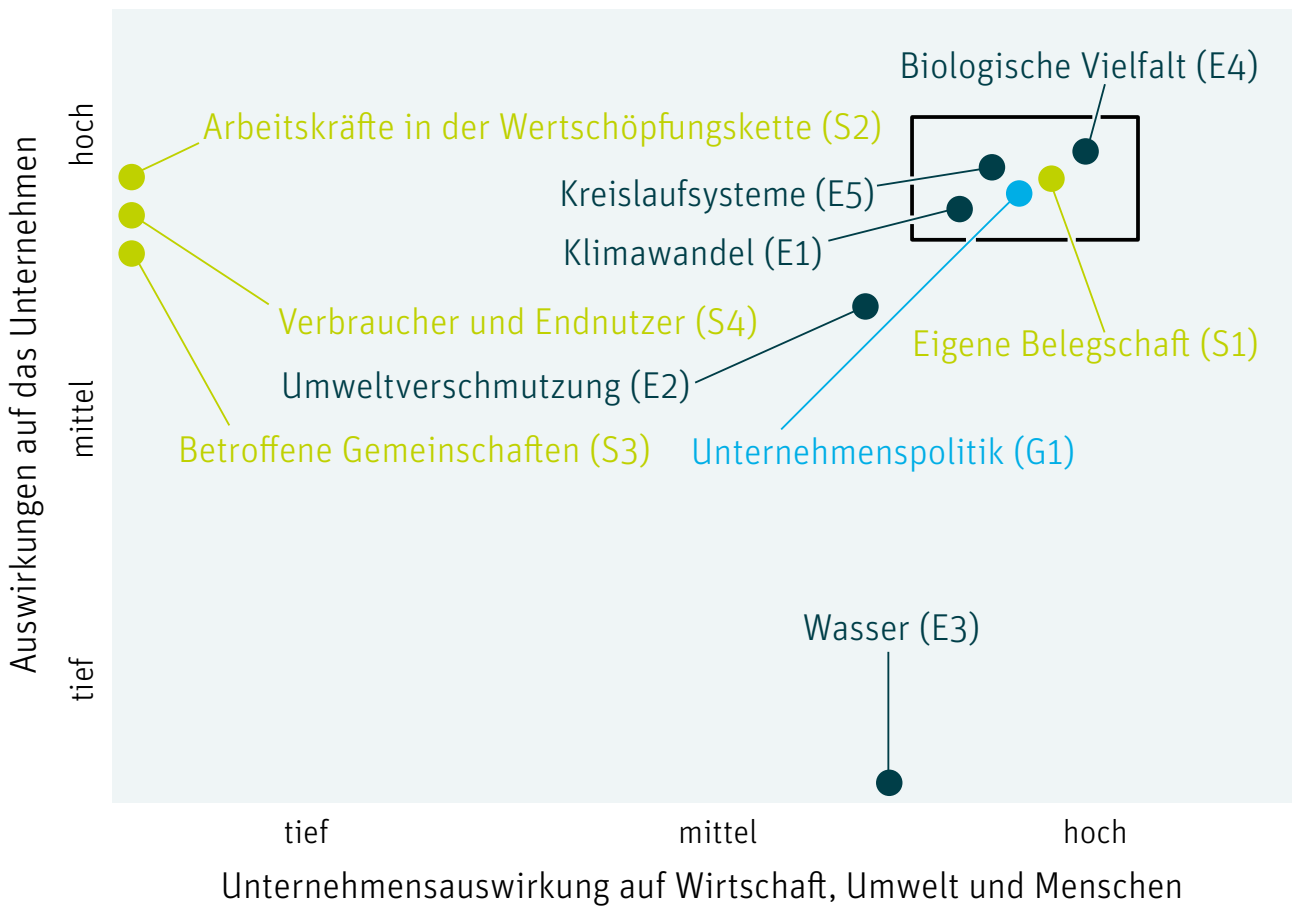 Biologische Vielfalt (E4)
Arbeitskräfte in der Wertschöpfungskette (S2)
Kreislaufsysteme (E5)
Klimawandel (E1)
Verbraucher und Endnutzer (S4)
Eigene Belegschaft (S1)
Umweltverschmutzung (E2)
Betroffene Gemeinschaften (S3)
Unternehmenspolitik (G1)
Wasser (E3)
Auswirkungen auf das Unternehmen
hoch
mittel
tief
tief
mittel
hoch
Unternehmensauswirkung auf Wirtschaft, Umwelt und Menschen